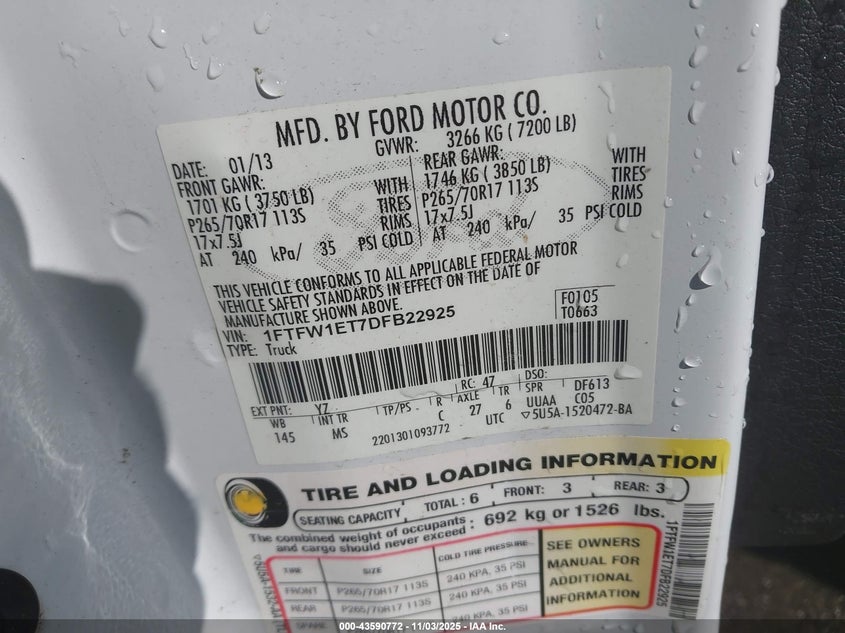 MFD. BY FORD MOTOR CO.
DATE: 01/13 GVWR: 3266 KG ( 7200 LB)
FRONT GAWR: REAR GAWR:
1701 KG ( 3750 LB) WITH 1746 KG ( 3850 LB) WITH
P265/70R17 113S TIRES P265/70R17 113S TIRES
17x7.5J RIMS 17x7.5J RIMS
AT 240 kPa/ 35 PSI COLD AT 240 kPa/ 35 PSI COLD
THIS VEHICLE CONFORMS TO ALL APPLICABLE FEDERAL MOTOR
VEHICLE SAFETY STANDARDS IN EFFECT ON THE DATE OF
MANUFACTURE SHOWN ABOVE.
F0105
T0663
VIN: 1FTFW1ET7DFB22925
TYPE: Truck
EXT PNT: YZ RC: 47 DSO:
WB INT TR TP/PS R AXLE TR SPR DF613
145 MS C 27 6 UUAA C05
2201301093772 UTC ▽5U5A-1520472-BA
TIRE AND LOADING INFORMATION
SEATING CAPACITY TOTAL: 6 FRONT: 3 REAR: 3
The combined weight of occupants and cargo should never exceed : 692 kg or 1526 lbs.
TIRE SIZE COLD TIRE PRESSURE
FRONT P265/70R17 113S 240 KPA, 35 PSI
REAR P265/70R17 113S 240 KPA, 35 PSI
SPARE 240 KPA, 35 PSI
SEE OWNERS
MANUAL FOR
ADDITIONAL
INFORMATION
1FTFW1ET7DFB22925
000-43590772 - 11/03/2025 - IAA Inc.